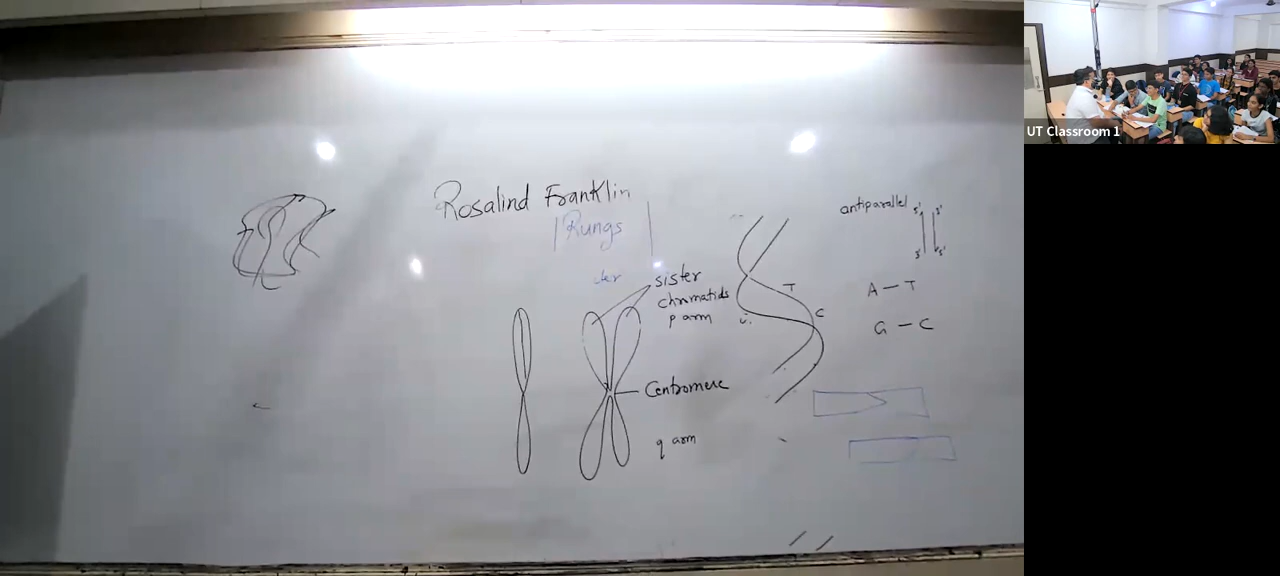 Rosalind Franklin
Rungs
sister
chromatids
p arm
Centromere
q arm
T
C
antiparallel
5' 3'
3' 5'
A - T
G - C
UT Classroom 1